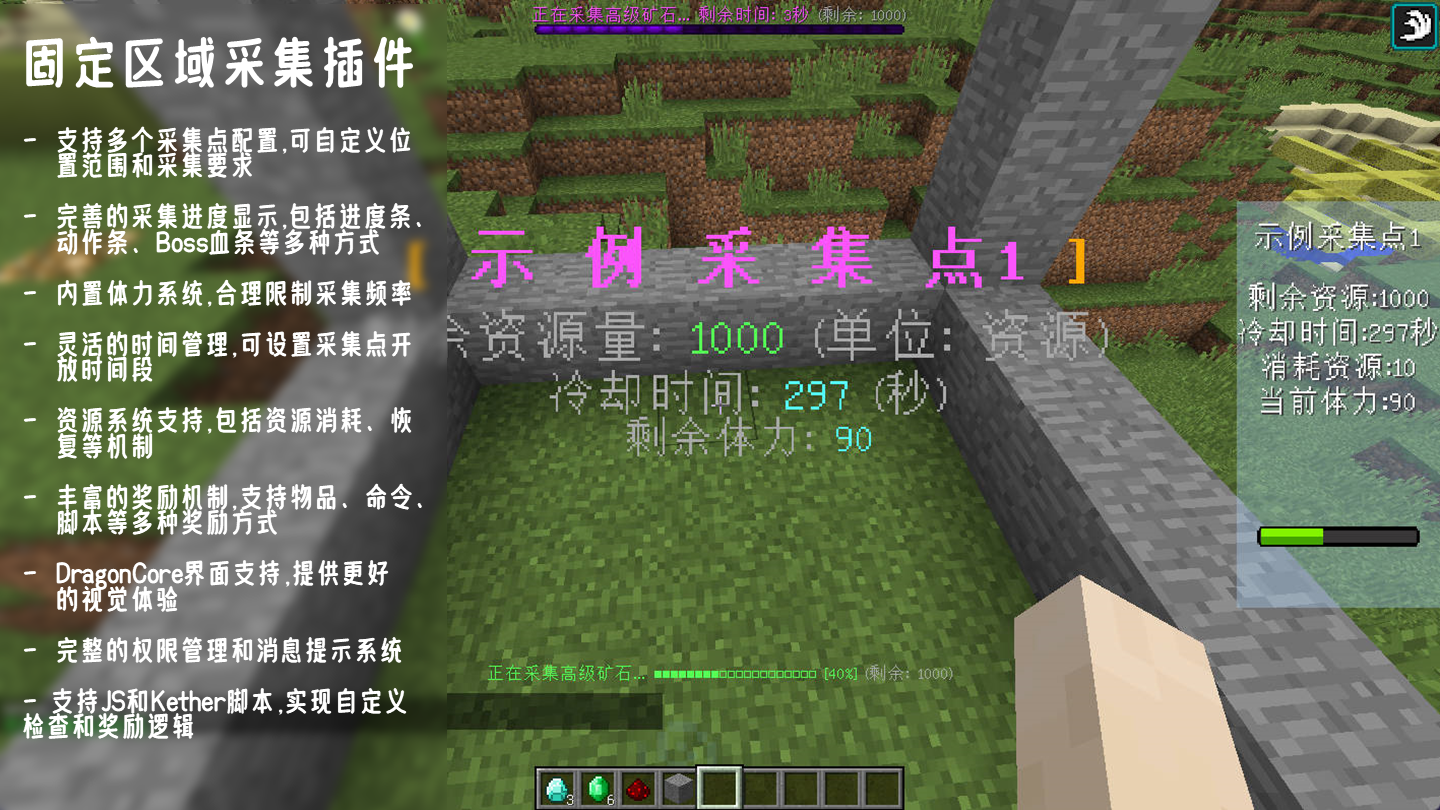 固定区域采集插件
- 支持多个采集点配置,可自定义位
置范围和采集要求
- 完善的采集进度显示,包括进度条、
动作条、Boss血条等多种方式
- 内置体力系统,合理限制采集频率
- 灵活的时间管理,可设置采集点开
放时间段
- 资源系统支持,包括资源消耗、恢
复等机制
- 丰富的奖励机制,支持物品、命令、
脚本等多种奖励方式
- DragonCore界面支持,提供更好
的视觉体验
- 完整的权限管理和消息提示系统
- 支持JS和Kether脚本,实现自定义
检查和奖励逻辑
正在采集高级矿石... 剩余时间: 3秒 (剩余: 1000)
[ 示 例 采 集 点1 ]
余资源量: 1000 (单位: 资源)
冷却时间: 297 (秒)
剩余体力: 90
正在采集高级矿石... [40%] (剩余: 1000)
3
6
示例采集点1
剩余资源:1000
冷却时间:297秒
消耗资源:10
当前体力:90